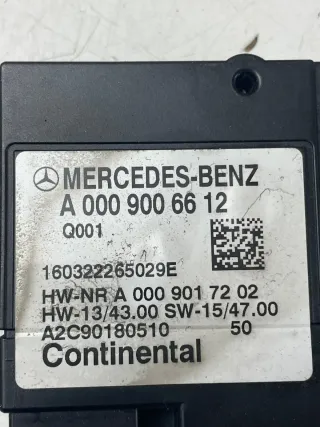 MERCEDES-BENZ
A 000 900 66 12
Q001
160322265029E
HW-NR A 000 901 72 02
HW-13/43.00 SW-15/47.00
A2C90180510 50
Continental